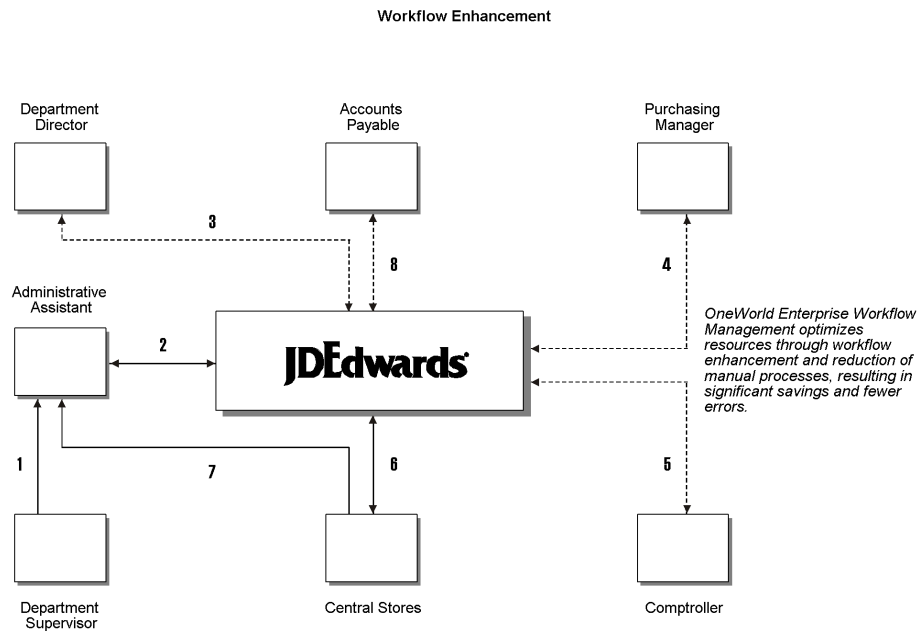 Workflow Enhancement
Department
Director
Accounts
Payable
Purchasing
Manager
3
8
4
Administrative
Assistant
2
JDEdwards
OneWorld Enterprise Workflow
Management optimizes
resources through workflow
enhancement and reduction of
manual processes, resulting in
significant savings and fewer
errors.
1
7
6
5
Department
Supervisor
Central Stores
Comptroller